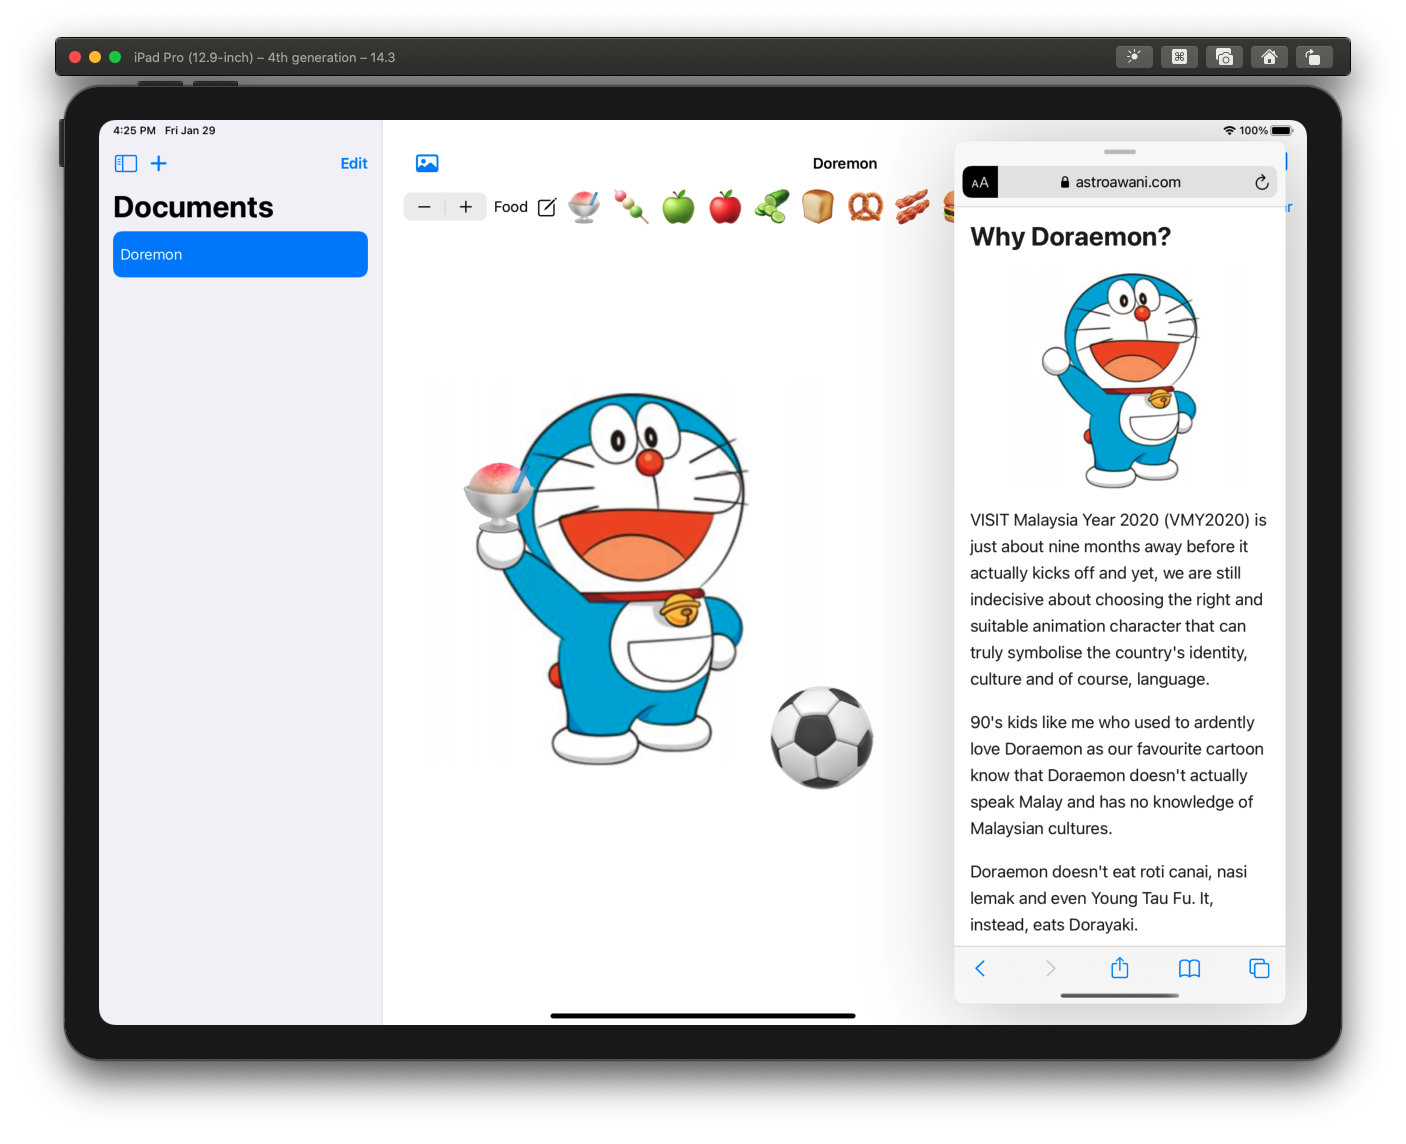 iPad Pro (12.9-inch) – 4th generation – 14.3
4:25 PM Fri Jan 29
100%
Edit
Documents
Doremon
Doremon
Food
AA
astroawani.com
Why Doraemon?
VISIT Malaysia Year 2020 (VMY2020) is
just about nine months away before it
actually kicks off and yet, we are still
indecisive about choosing the right and
suitable animation character that can
truly symbolise the country's identity,
culture and of course, language.
90's kids like me who used to ardently
love Doraemon as our favourite cartoon
know that Doraemon doesn't actually
speak Malay and has no knowledge of
Malaysian cultures.
Doraemon doesn't eat roti canai, nasi
lemak and even Young Tau Fu. It,
instead, eats Dorayaki.